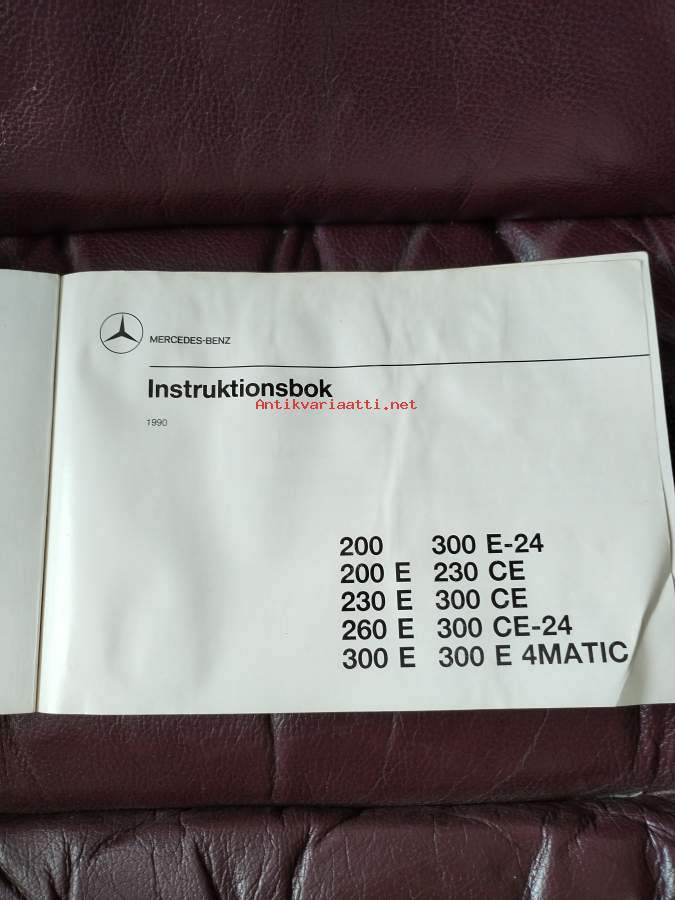 MERCEDES-BENZ
Instruktionsbok
Antikvariaatti.net
1990
200 300 E-24
200 E 230 CE
230 E 300 CE
260 E 300 CE-24
300 E 300 E 4MATIC